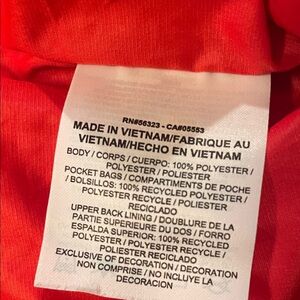 RN#56323 - CA#05553
MADE IN VIETNAM/FABRIQUE AU
VIETNAM/HECHO EN VIETNAM
BODY / CORPS / CUERPO: 100% POLYESTER /
POLYESTER / POLIESTER
POCKET BAGS / COMPARTIMENTS DE POCHE
/ BOLSILLOS: 100% RECYCLED POLYESTER /
POLYESTER RECYCLÉ / POLIESTER
RECICLADO
UPPER BACK LINING / DOUBLURE DE LA
PARTIE SUPERIEURE DU DOS / FORRO
ESPALDA SUPERIOR: 100% RECYCLED
POLYESTER / POLYESTER RECYCLÉ /
POLIESTER RECICLADO
EXCLUSIVE OF DECORATION / DECORATION
NON COMPRISE / NO INCLUYE LA
DECORACION